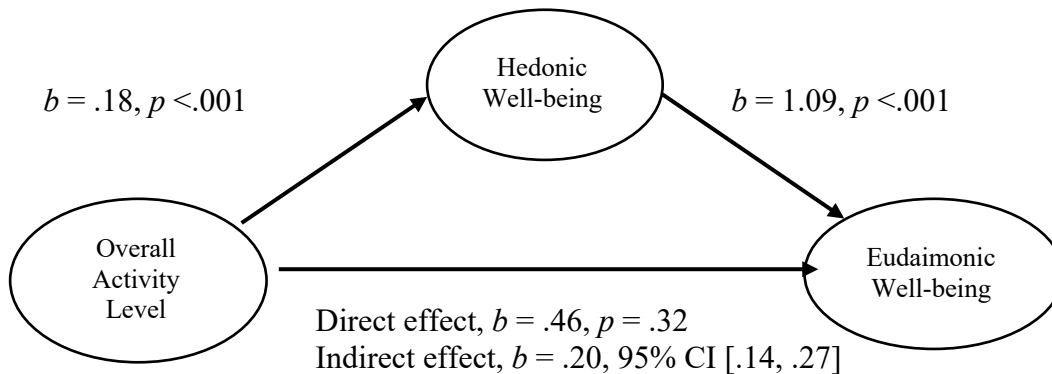 Hedonic
Well-being
b = .18, p <.001
b = 1.09, p <.001
Overall
Activity
Level
Eudaimonic
Well-being
Direct effect, b = .46, p = .32
Indirect effect, b = .20, 95% CI [.14, .27]